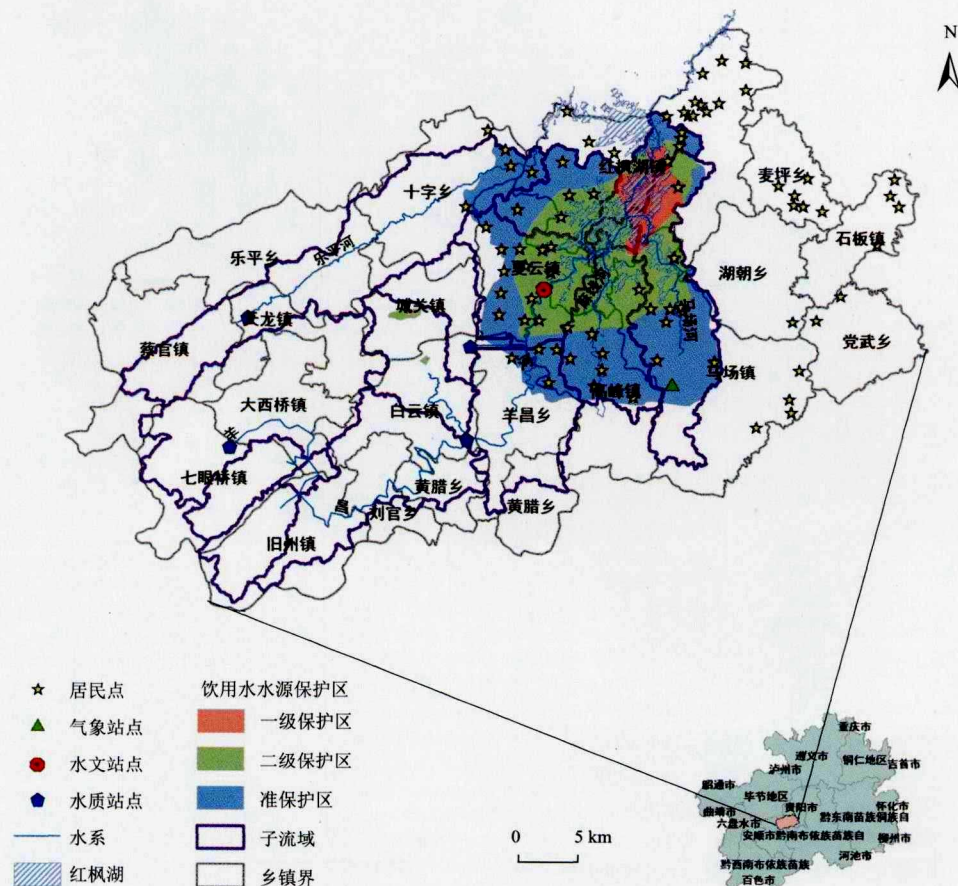 N
红枫湖镇
麦坪乡
十字乡
石板镇
乐平乡
乐平河
湖朝乡
夏云镇
城关镇
天龙镇
蔡官镇
党武乡
马场镇
大西桥镇
高峰镇
白云镇
羊昌乡
七眼桥镇
黄腊乡
黄腊乡
昌
刘官乡
旧州镇
居民点
气象站点
水文站点
水质站点
水系
红枫湖
饮用水水源保护区
一级保护区
二级保护区
准保护区
子流域
乡镇界
0 5 km
重庆市
遵义市
铜仁地区
吉首市
泸州市
昭通市
毕节地区
贵阳市
怀化市
曲靖市
六盘水市
黔东南苗族侗族自
安顺市
黔南布依族苗族自
柳州市
河池市
黔西南布依族苗族
百色市